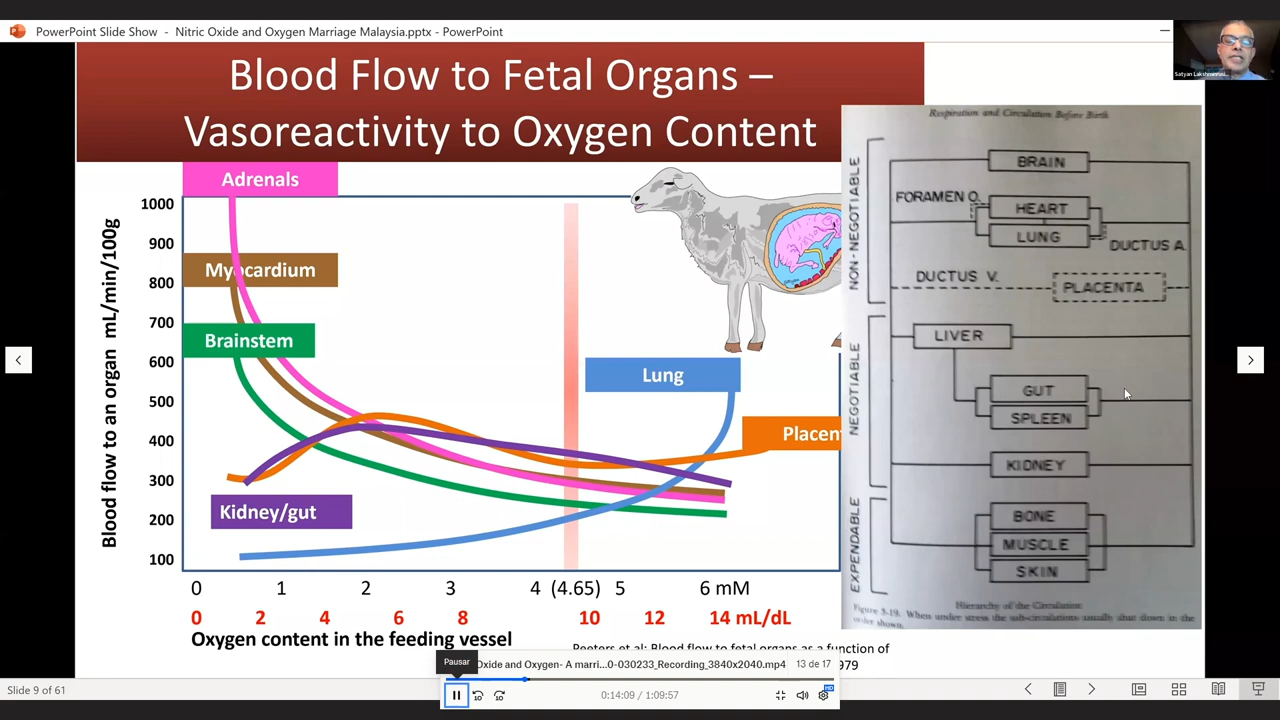 PowerPoint Slide Show - Nitric Oxide and Oxygen Marriage Malaysia.pptx - PowerPoint
Blood Flow to Fetal Organs –
Vasoreactivity to Oxygen Content
Adrenals
Myocardium
Brainstem
Kidney/gut
Lung
Placen
Blood flow to an organ mL/min/100g
1000
900
800
700
600
500
400
300
200
100
0 1 2 3 4 (4.65) 5 6 mM
0 2 4 6 8 10 12 14 mL/dL
Oxygen content in the feeding vessel
Peeters et al: Blood flow to fetal organs as a function of
979
Respiration and Circulation Before Birth
NON-NEGOTIABLE
BRAIN
FORAMEN O.
HEART
LUNG
DUCTUS A.
DUCTUS V.
PLACENTA
NEGOTIABLE
LIVER
GUT
SPLEEN
KIDNEY
EXPENDABLE
BONE
MUSCLE
SKIN
Hierarchy of the Circulation
Figure 5-19. When under stress the sub-circulations usually shut down in the
order shown.
Pausar
Oxide and Oxygen- A marri...0-030233_Recording_3840x2040.mp4 13 de 17
10 10
0:14:09 / 1:09:57
HD
Slide 9 of 61